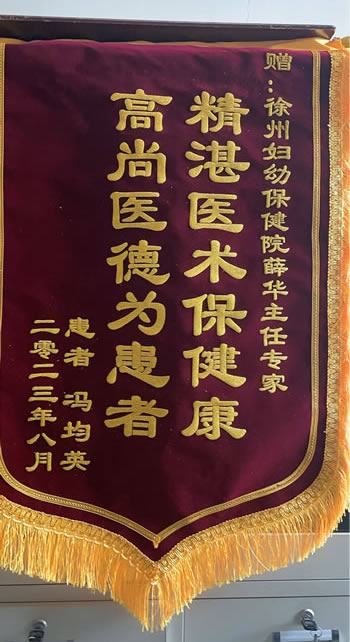 赠：徐州妇幼保健院薛华主任专家
精湛医术保健康
高尚医德为患者
患者 冯均英
二零二三年八月